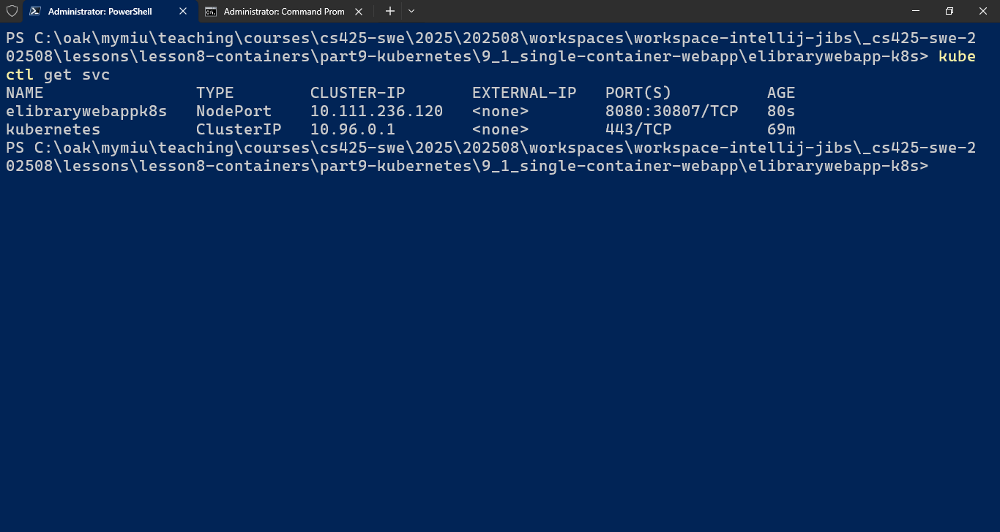 Administrator: PowerShell
Administrator: Command Prom
PS C:\oak\mymiu\teaching\courses\cs425-swe\2025\202508\workspaces\workspace-intellij-jibs\_cs425-swe-2
02508\lessons\lesson8-containers\part9-kubernetes\9_1_single-container-webapp\elibrarywebapp-k8s> kube
ctl get svc
NAME TYPE CLUSTER-IP EXTERNAL-IP PORT(S) AGE
elibrarywebappk8s NodePort 10.111.236.120 <none> 8080:30807/TCP 80s
kubernetes ClusterIP 10.96.0.1 <none> 443/TCP 69m
PS C:\oak\mymiu\teaching\courses\cs425-swe\2025\202508\workspaces\workspace-intellij-jibs\_cs425-swe-2
02508\lessons\lesson8-containers\part9-kubernetes\9_1_single-container-webapp\elibrarywebapp-k8s>